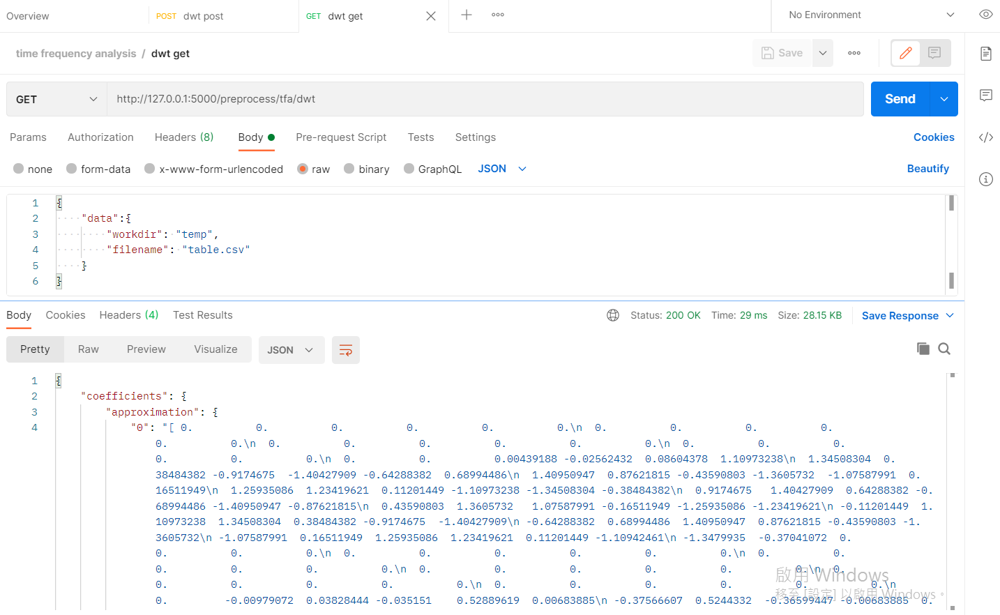 Overview POST dwt post GET dwt get No Environment
time frequency analysis / dwt get Save
GET http://127.0.0.1:5000/preprocess/tfa/dwt Send
Params Authorization Headers (8) Body Pre-request Script Tests Settings Cookies
none form-data x-www-form-urlencoded raw binary GraphQL JSON Beautify
1 {
2 "data":{
3 "workdir": "temp",
4 "filename": "table.csv"
5 }
6 }
Body Cookies Headers (4) Test Results Status: 200 OK Time: 29 ms Size: 28.15 KB Save Response
Pretty Raw Preview Visualize JSON
1 {
2 "coefficients": {
3 "approximation": {
4 "0": "[ 0. 0. 0. 0. 0. 0.\n 0. 0. 0. 0.
0. 0.\n 0. 0. 0. 0. 0. 0.\n 0. 0. 0.
0. 0. 0.\n 0. 0. 0.00439188 -0.02562432 0.08604378 1.10973238\n 1.34508304 0.
38484382 -0.9174675 -1.40427909 -0.64288382 0.68994486\n 1.40950947 0.87621815 -0.43590803 -1.3605732 -1.07587991 0.
16511949\n 1.25935086 1.23419621 0.11201449 -1.10973238 -1.34508304 -0.38484382\n 0.9174675 1.40427909 0.64288382 -0.
68994486 -1.40950947 -0.87621815\n 0.43590803 1.3605732 1.07587991 -0.16511949 -1.25935086 -1.23419621\n -0.11201449 1.
10973238 1.34508304 0.38484382 -0.9174675 -1.40427909\n -0.64288382 0.68994486 1.40950947 0.87621815 -0.43590803 -1.
3605732\n -1.07587991 0.16511949 1.25935086 1.23419621 0.11201449 -1.10942461\n -1.3479935 -0.37041072 0.
0. 0. 0.\n 0. 0. 0. 0. 0. 0.\n 0. 0.
0. 0. 0. 0.\n 0. 0. 0. 0. 0.\n 0.
0. 0. 0. 0. 0.\n 0. 0. 0. 0. 0.\n
0. -0.00979072 0.03828444 -0.035151 0.52889619 0.00683885\n -0.37566607 0.5244332 -0.36599447 -0.00683885 0.
啟用 Windows
移至 [設定] 以啟用 Windows。